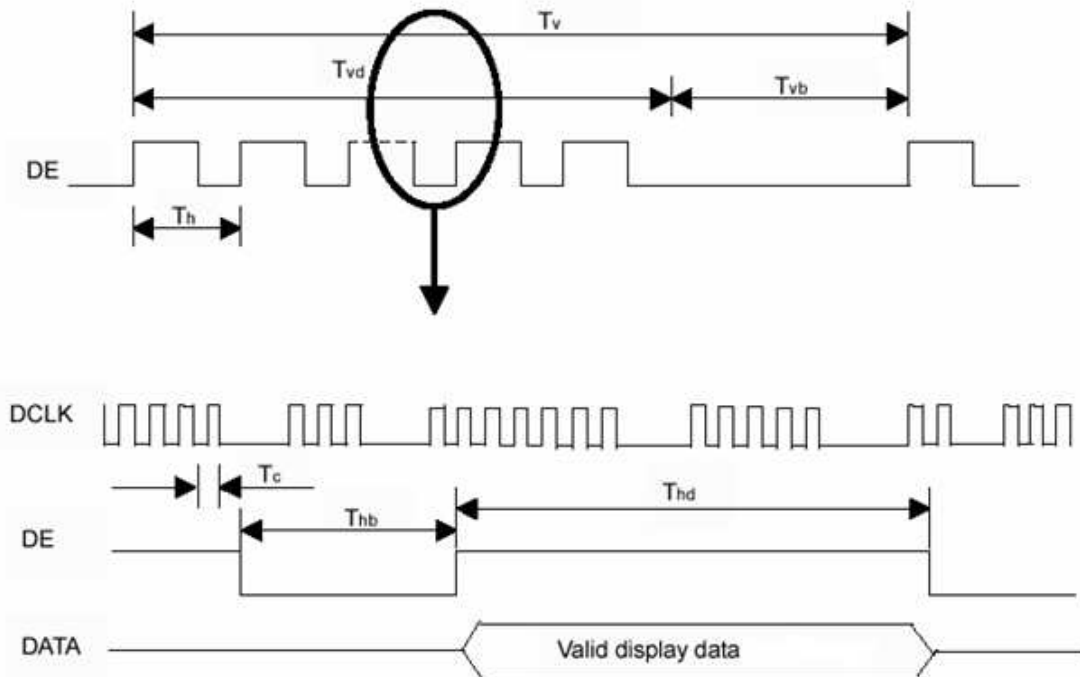 Tv
Tvd
Tvb
DE
Th
DCLK
Tc
Thd
Thb
DE
DATA
Valid display data